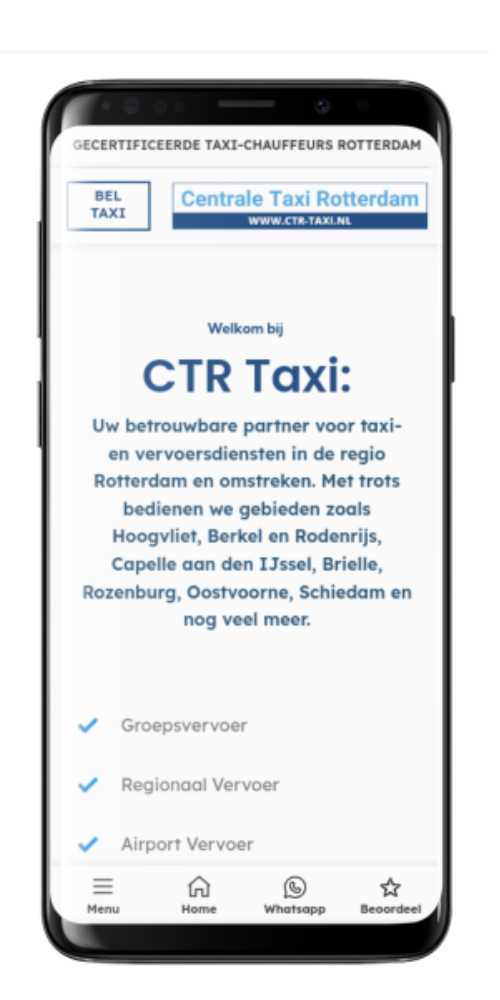 GECERTIFICEERDE TAXI-CHAUFFEURS ROTTERDAM
BEL
TAXI
Centrale Taxi Rotterdam
WWW.CTR-TAXI.NL
Welkom bij
CTR Taxi:
Uw betrouwbare partner voor taxi-
en vervoersdiensten in de regio
Rotterdam en omstreken. Met trots
bedienen we gebieden zoals
Hoogvliet, Berkel en Rodenrijs,
Capelle aan den IJssel, Brielle,
Rozenburg, Oostvoorne, Schiedam en
nog veel meer.
Groepsvervoer
Regionaal Vervoer
Airport Vervoer
Menu Home Whatsapp Beoordeel